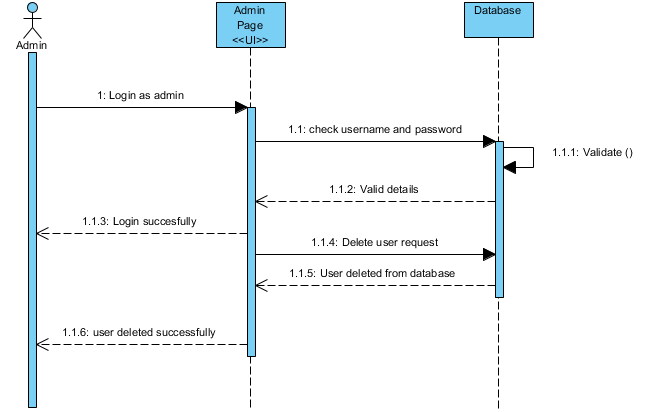 Admin
Page
<<UI>>
Database
Admin
1: Login as admin
1.1: check username and password
1.1.1: Validate ()
1.1.2: Valid details
1.1.3: Login succesfully
1.1.4: Delete user request
1.1.5: User deleted from database
1.1.6: user deleted successfully